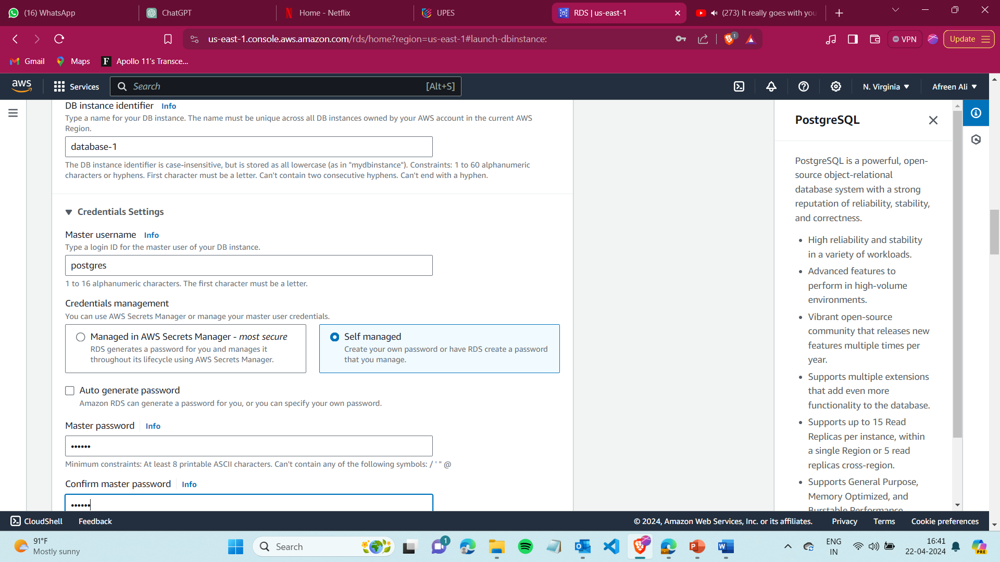 (16) WhatsApp
ChatGPT
Home - Netflix
UPES
RDS | us-east-1
(273) It really goes with you
us-east-1.console.aws.amazon.com/rds/home?region=us-east-1#launch-dbinstance:
1
VPN
Update
Gmail
Maps
F
Apollo 11's Transce...
aws
Services
Search
[Alt+S]
N. Virginia
Afreen Ali
DB instance identifier Info
Type a name for your DB instance. The name must be unique across all DB instances owned by your AWS account in the current AWS
Region.
database-1
The DB instance identifier is case-insensitive, but is stored as all lowercase (as in "mydbinstance"). Constraints: 1 to 60 alphanumeric
characters or hyphens. First character must be a letter. Can't contain two consecutive hyphens. Can't end with a hyphen.
Credentials Settings
Master username Info
Type a login ID for the master user of your DB instance.
postgres
1 to 16 alphanumeric characters. The first character must be a letter.
Credentials management
You can use AWS Secrets Manager or manage your master user credentials.
Managed in AWS Secrets Manager - most secure
RDS generates a password for you and manages it
throughout its lifecycle using AWS Secrets Manager.
Self managed
Create your own password or have RDS create a password
that you manage.
Auto generate password
Amazon RDS can generate a password for you, or you can specify your own password.
Master password Info
••••••
Minimum constraints: At least 8 printable ASCII characters. Can't contain any of the following symbols: / ' " @
Confirm master password Info
••••••
PostgreSQL
PostgreSQL is a powerful, open-
source object-relational
database system with a strong
reputation of reliability, stability,
and correctness.
• High reliability and stability
in a variety of workloads.
• Advanced features to
perform in high-volume
environments.
• Vibrant open-source
community that releases new
features multiple times per
year.
• Supports multiple extensions
that add even more
functionality to the database.
• Supports up to 15 Read
Replicas per instance, within
a single Region or 5 read
replicas cross-region.
• Supports General Purpose,
Memory Optimized, and
Burstable Performance
CloudShell
Feedback
© 2024, Amazon Web Services, Inc. or its affiliates.
Privacy
Terms
Cookie preferences
91°F
Mostly sunny
Search
1
P
W
ENG
IN
16:41
22-04-2024
PRE